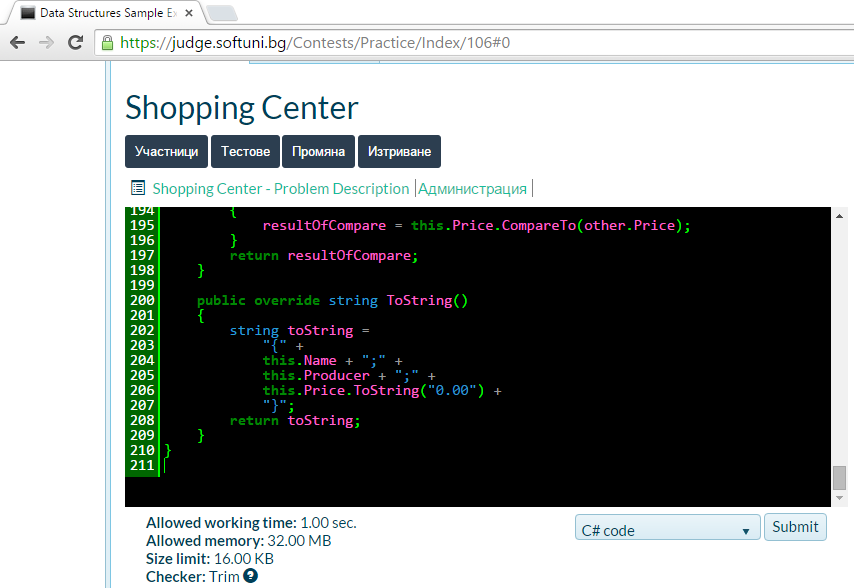 Data Structures Sample Ex
https://judge.softuni.bg/Contests/Practice/Index/106#0
Shopping Center
Участници Тестове Промяна Изтриване
Shopping Center - Problem Description Администрация
194 {
195 resultOfCompare = this.Price.CompareTo(other.Price);
196 }
197 return resultOfCompare;
198 }
199
200 public override string ToString()
201 {
202 string toString =
203 "{" +
204 this.Name + ";" +
205 this.Producer + ";" +
206 this.Price.ToString("0.00") +
207 "}";
208 return toString;
209 }
210 }
211
Allowed working time: 1.00 sec. C# code Submit
Allowed memory: 32.00 MB
Size limit: 16.00 KB
Checker: Trim ?